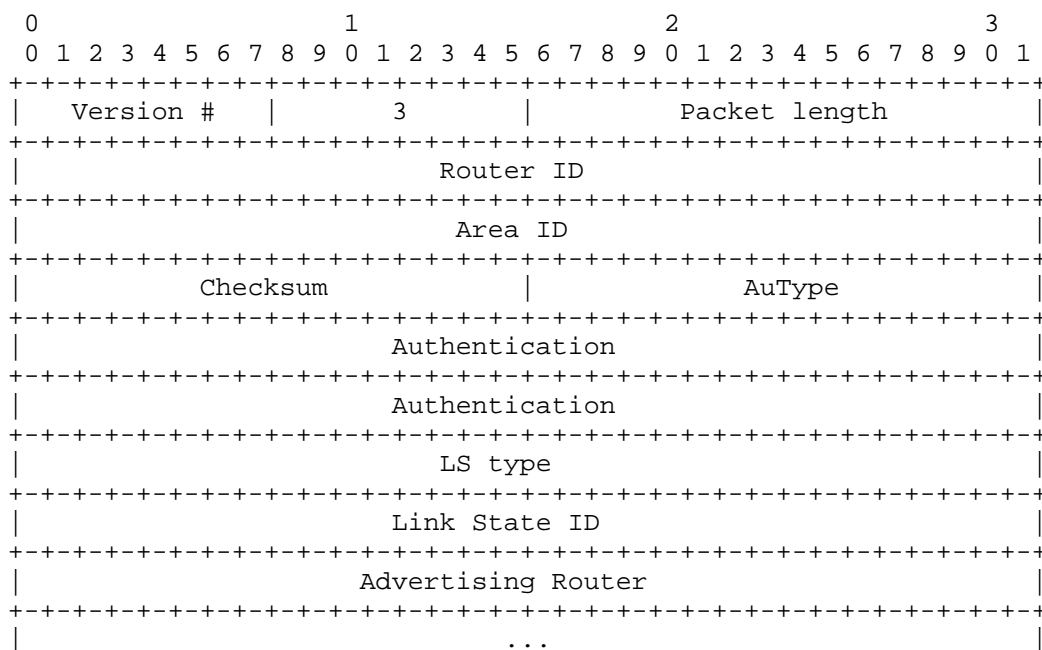 0                   1                   2                   3
0 1 2 3 4 5 6 7 8 9 0 1 2 3 4 5 6 7 8 9 0 1 2 3 4 5 6 7 8 9 0 1
+-+-+-+-+-+-+-+-+-+-+-+-+-+-+-+-+-+-+-+-+-+-+-+-+-+-+-+-+-+-+-+-+
|   Version #   |       3       |         Packet length         |
+-+-+-+-+-+-+-+-+-+-+-+-+-+-+-+-+-+-+-+-+-+-+-+-+-+-+-+-+-+-+-+-+
|                          Router ID                            |
+-+-+-+-+-+-+-+-+-+-+-+-+-+-+-+-+-+-+-+-+-+-+-+-+-+-+-+-+-+-+-+-+
|                           Area ID                             |
+-+-+-+-+-+-+-+-+-+-+-+-+-+-+-+-+-+-+-+-+-+-+-+-+-+-+-+-+-+-+-+-+
|           Checksum            |             AuType            |
+-+-+-+-+-+-+-+-+-+-+-+-+-+-+-+-+-+-+-+-+-+-+-+-+-+-+-+-+-+-+-+-+
|                       Authentication                          |
+-+-+-+-+-+-+-+-+-+-+-+-+-+-+-+-+-+-+-+-+-+-+-+-+-+-+-+-+-+-+-+-+
|                       Authentication                          |
+-+-+-+-+-+-+-+-+-+-+-+-+-+-+-+-+-+-+-+-+-+-+-+-+-+-+-+-+-+-+-+-+
|                          LS type                              |
+-+-+-+-+-+-+-+-+-+-+-+-+-+-+-+-+-+-+-+-+-+-+-+-+-+-+-+-+-+-+-+-+
|                       Link State ID                           |
+-+-+-+-+-+-+-+-+-+-+-+-+-+-+-+-+-+-+-+-+-+-+-+-+-+-+-+-+-+-+-+-+
|                     Advertising Router                        |
+-+-+-+-+-+-+-+-+-+-+-+-+-+-+-+-+-+-+-+-+-+-+-+-+-+-+-+-+-+-+-+-+
|                              ...                              |